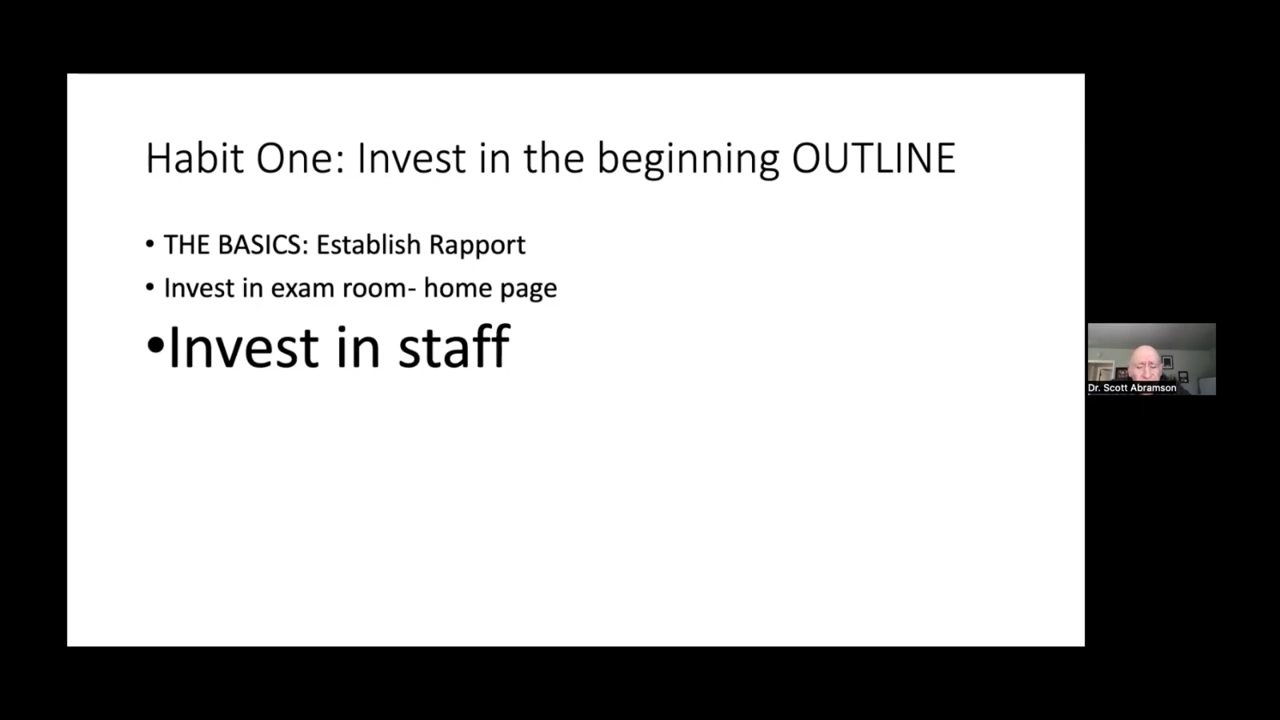 Habit One: Invest in the beginning OUTLINE
• THE BASICS: Establish Rapport
• Invest in exam room- home page
•Invest in staff
Dr. Scott Abramson